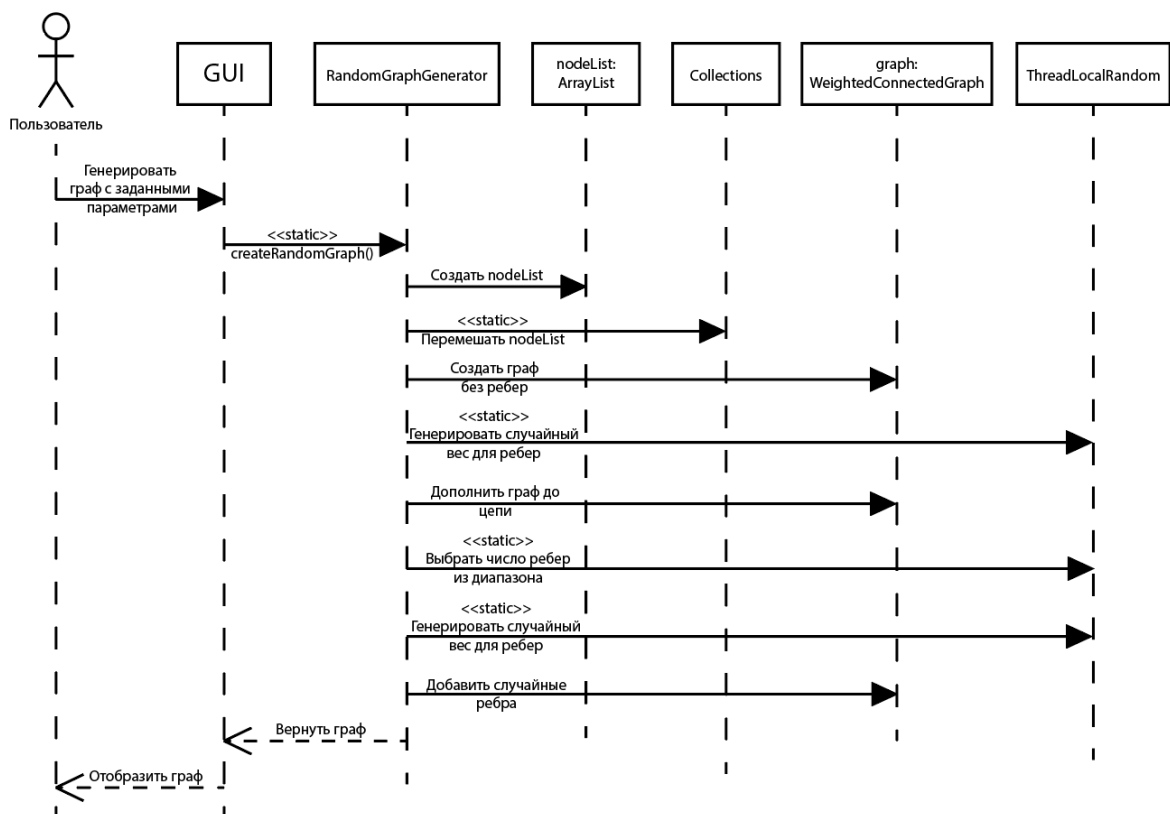 GUI
RandomGraphGenerator
nodeList:
ArrayList
Collections
graph:
WeightedConnectedGraph
ThreadLocalRandom
Пользователь
Генерировать
граф с заданными
параметрами
<<static>>
createRandomGraph()
Создать nodeList
<<static>>
Перемешать nodeList
Создать граф
без ребер
<<static>>
Генерировать случайный
вес для ребер
Дополнить граф до
цепи
<<static>>
Выбрать число ребер
из диапазона
<<static>>
Генерировать случайный
вес для ребер
Добавить случайные
ребра
Вернуть граф
Отобразить граф